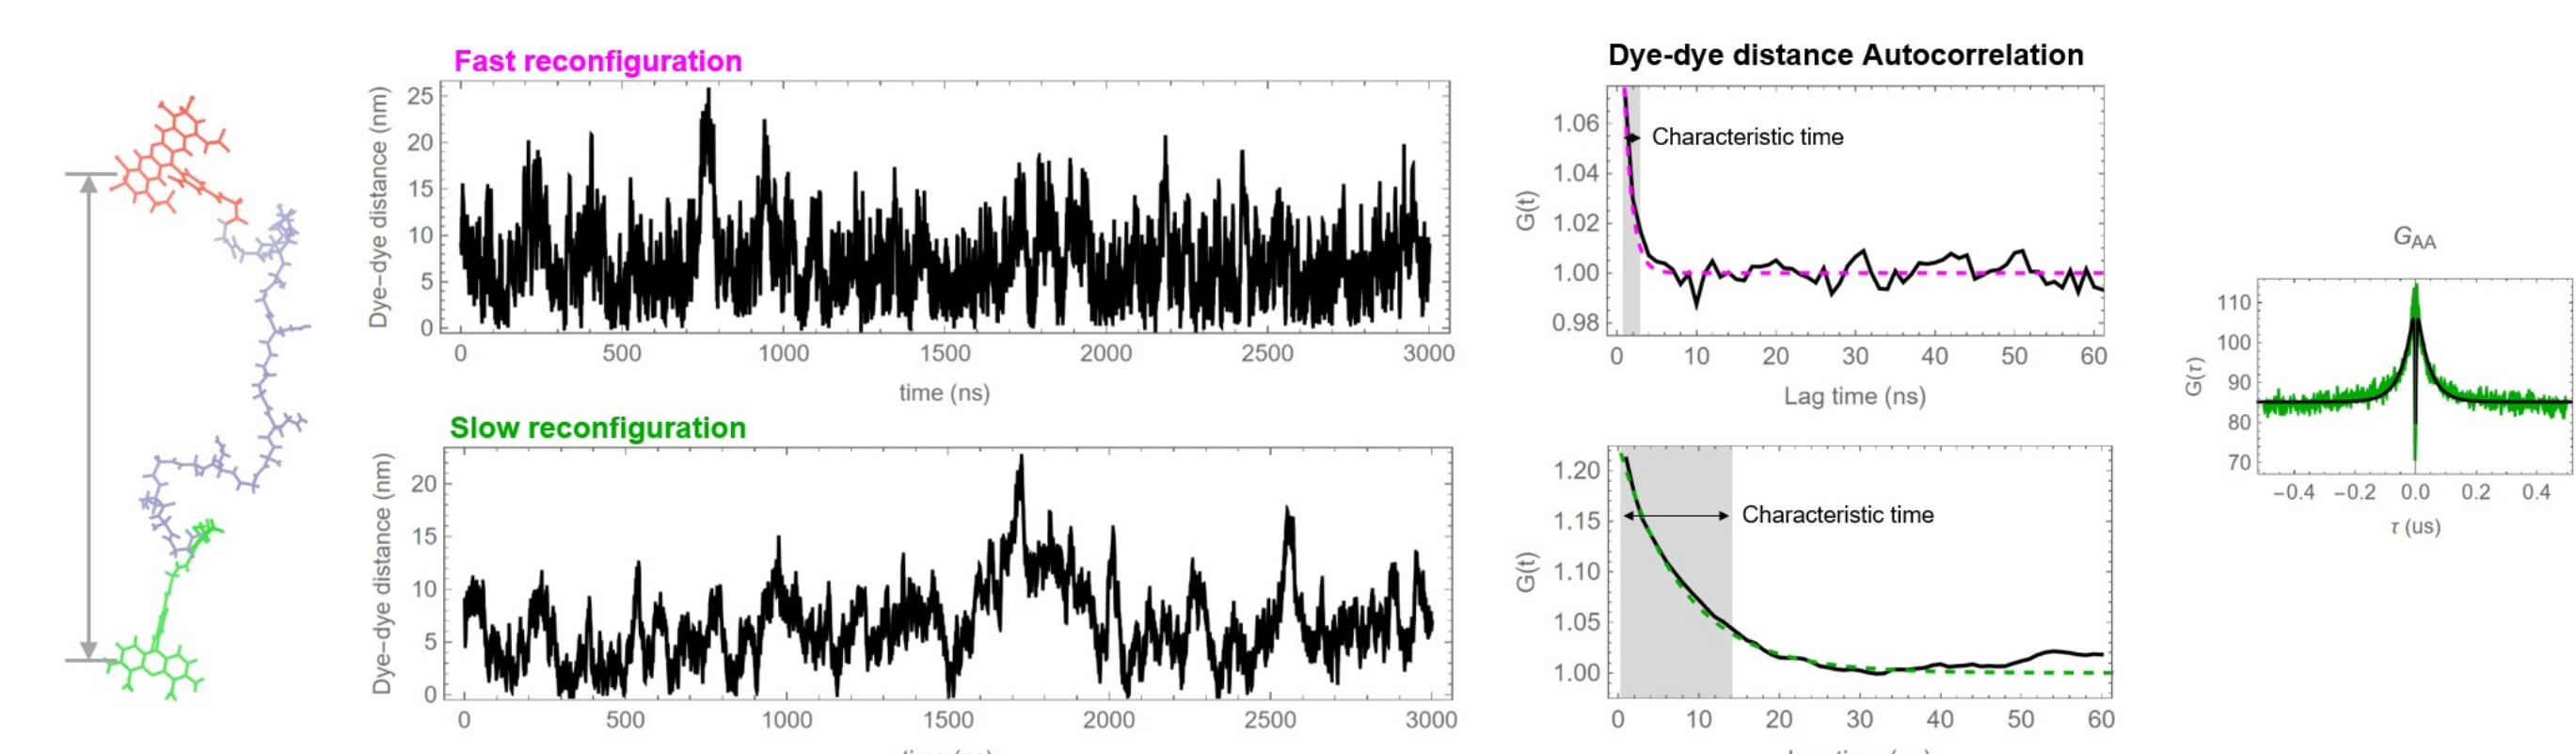 Fast reconfiguration
Dye–dye distance (nm)
25
20
15
10
5
0
0 500 1000 1500 2000 2500 3000
time (ns)
Slow reconfiguration
Dye–dye distance (nm)
20
15
10
5
0
0 500 1000 1500 2000 2500 3000
time (ns)
Dye-dye distance Autocorrelation
G(t)
1.06
1.04
1.02
1.00
0.98
Characteristic time
0 10 20 30 40 50 60
Lag time (ns)
G(t)
1.20
1.15
1.10
1.05
1.00
Characteristic time
0 10 20 30 40 50 60
GAA
G(τ)
110
100
90
80
70
−0.4 −0.2 0.0 0.2 0.4
τ (us)